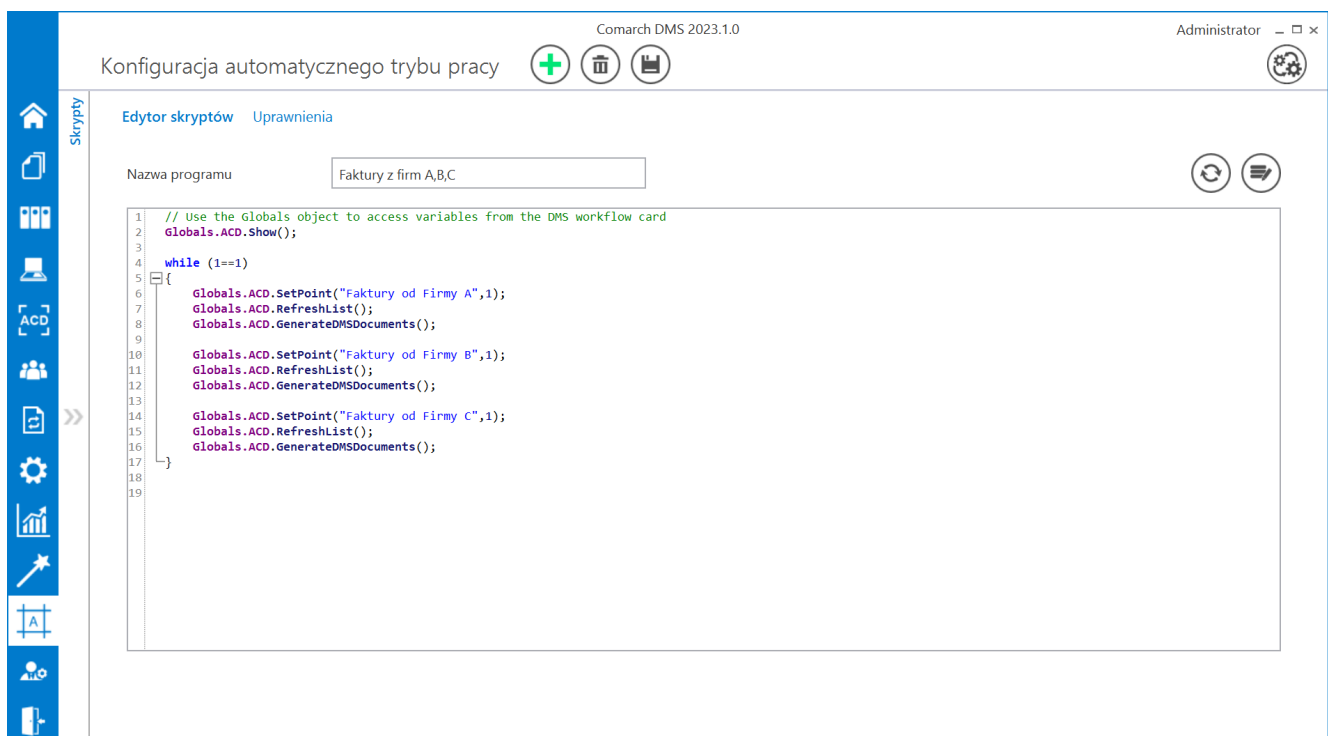 Comarch DMS 2023.1.0
Administrator
Konfiguracja automatycznego trybu pracy
Skrypty
Edytor skryptów Uprawnienia
Nazwa programu Faktury z firm A,B,C
1 // Use the Globals object to access variables from the DMS workflow card
2 Globals.ACD.Show();
3
4 while (1==1)
5 {
6 Globals.ACD.SetPoint("Faktury od Firmy A",1);
7 Globals.ACD.RefreshList();
8 Globals.ACD.GenerateDMSDocuments();
9
10 Globals.ACD.SetPoint("Faktury od Firmy B",1);
11 Globals.ACD.RefreshList();
12 Globals.ACD.GenerateDMSDocuments();
13
14 Globals.ACD.SetPoint("Faktury od Firmy C",1);
15 Globals.ACD.RefreshList();
16 Globals.ACD.GenerateDMSDocuments();
17 }
18
19
ACD
A